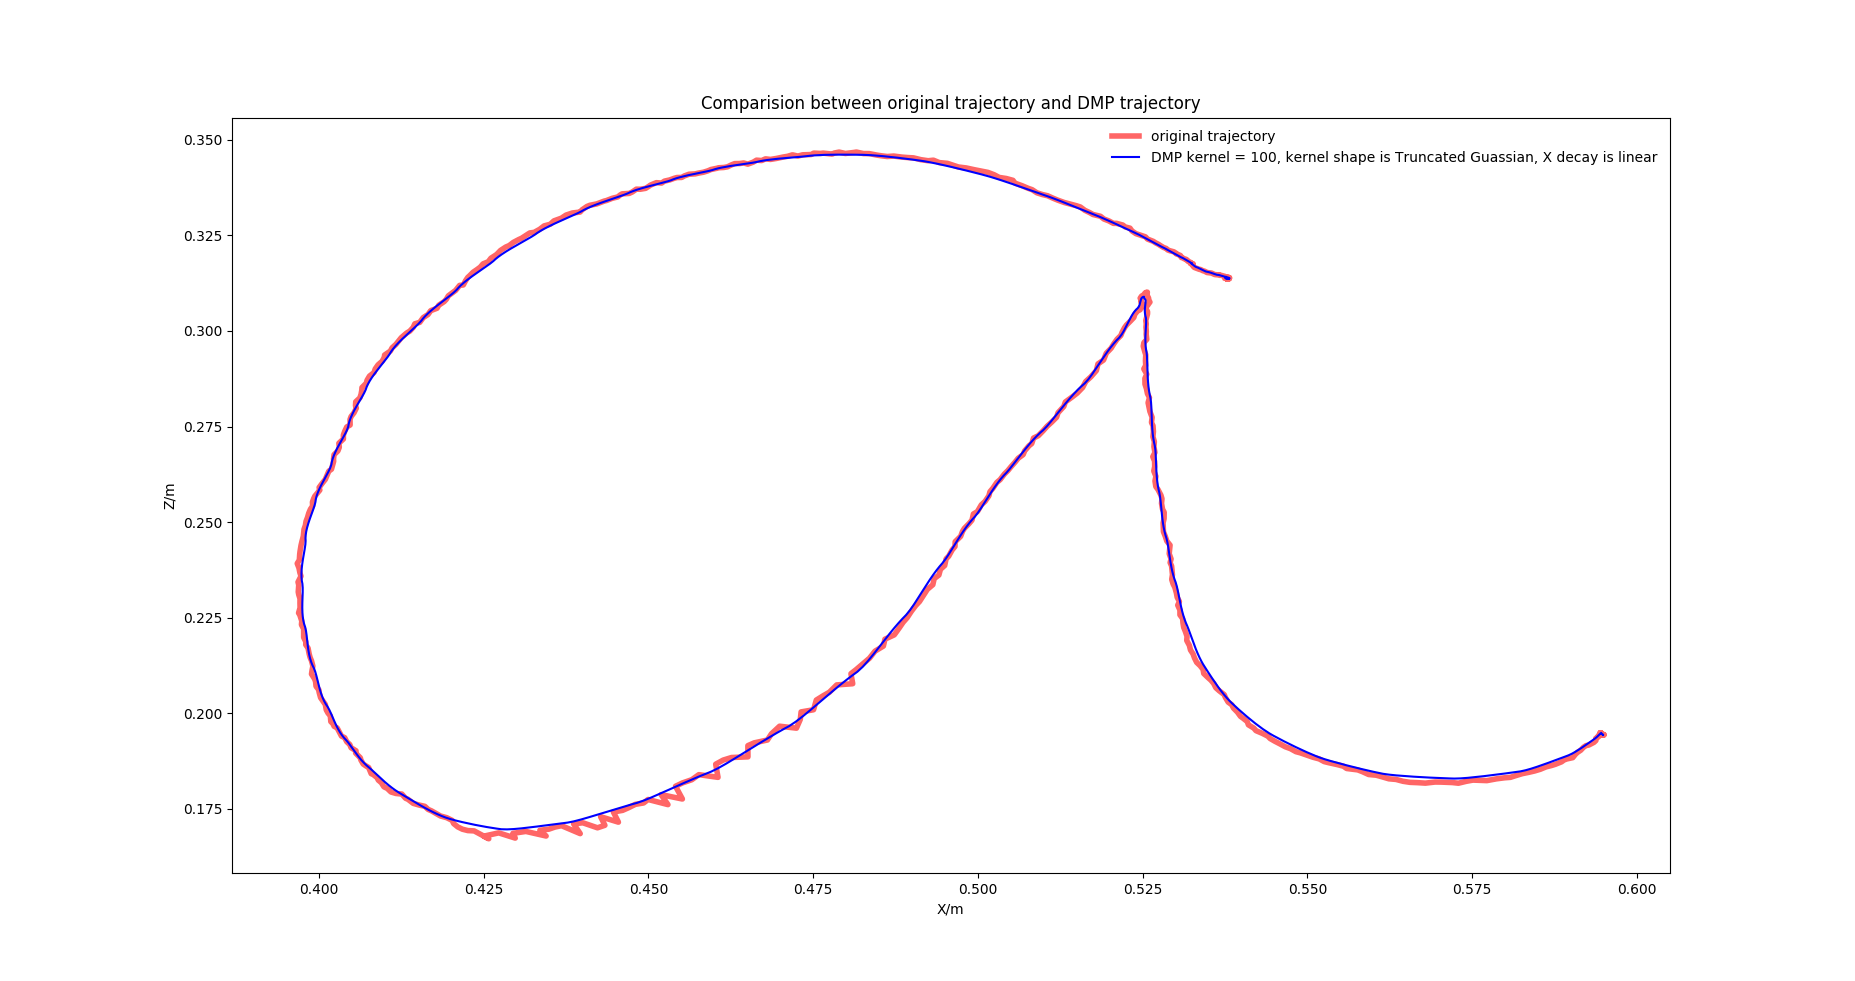 Comparision between original trajectory and DMP trajectory
original trajectory
DMP kernel = 100, kernel shape is Truncated Guassian, X decay is linear
0.350
0.325
0.300
0.275
0.250
0.225
0.200
0.175
Z/m
0.400 0.425 0.450 0.475 0.500 0.525 0.550 0.575 0.600
X/m